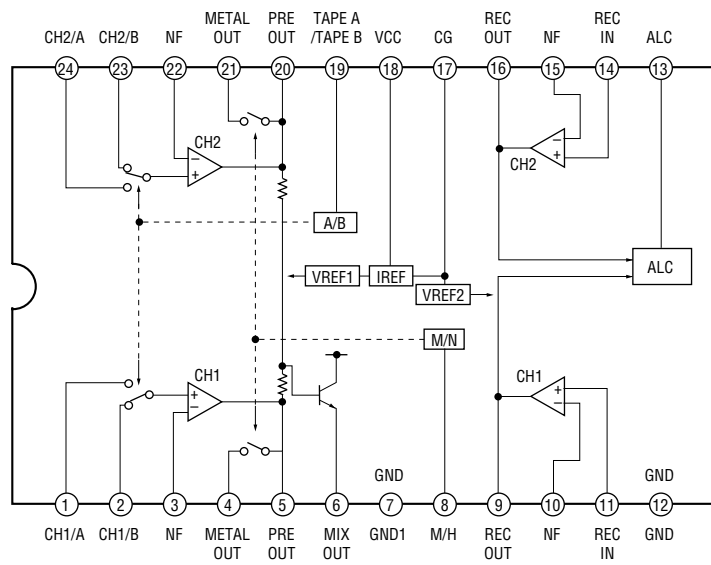 METAL PRE TAPE A REC REC
CH2/A CH2/B NF OUT OUT /TAPE B VCC CG OUT NF IN ALC
24 23 22 21 20 19 18 17 16 15 14 13
CH2
−
+
−
+
CH2
A/B
VREF1 IREF
VREF2
ALC
M/N
CH1
+
−
CH1
+
−
GND GND
1 2 3 4 5 6 7 8 9 10 11 12
CH1/A CH1/B NF METAL PRE MIX GND1 M/H REC NF REC GND
OUT OUT OUT OUT IN